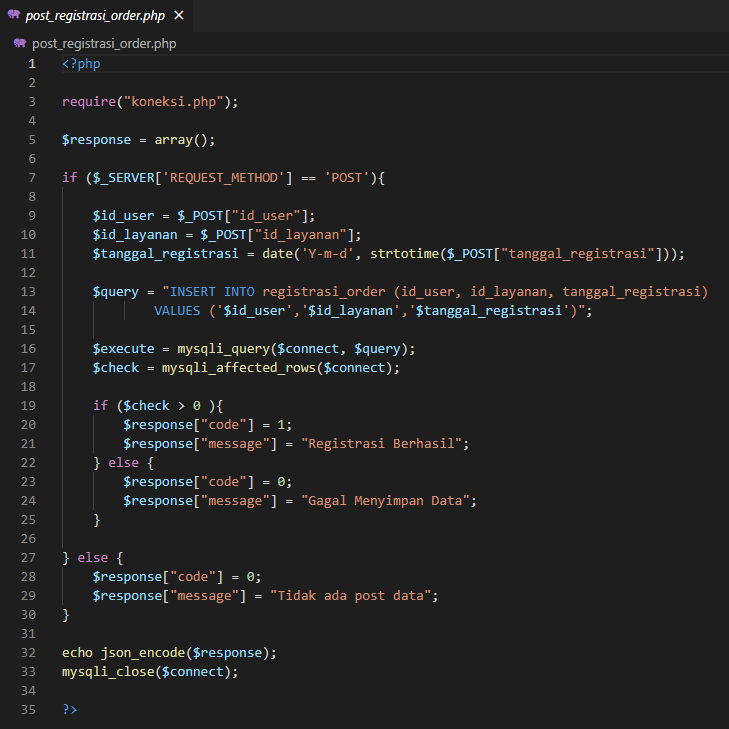 post_registrasi_order.php ✕
post_registrasi_order.php
1 <?php
2
3 require("koneksi.php");
4
5 $response = array();
6
7 if ($_SERVER['REQUEST_METHOD'] == 'POST'){
8
9 $id_user = $_POST["id_user"];
10 $id_layanan = $_POST["id_layanan"];
11 $tanggal_registrasi = date('Y-m-d', strtotime($_POST["tanggal_registrasi"]));
12
13 $query = "INSERT INTO registrasi_order (id_user, id_layanan, tanggal_registrasi)
14 VALUES ('$id_user','$id_layanan','$tanggal_registrasi')";
15
16 $execute = mysqli_query($connect, $query);
17 $check = mysqli_affected_rows($connect);
18
19 if ($check > 0 ){
20 $response["code"] = 1;
21 $response["message"] = "Registrasi Berhasil";
22 } else {
23 $response["code"] = 0;
24 $response["message"] = "Gagal Menyimpan Data";
25 }
26
27 } else {
28 $response["code"] = 0;
29 $response["message"] = "Tidak ada post data";
30 }
31
32 echo json_encode($response);
33 mysqli_close($connect);
34
35 ?>